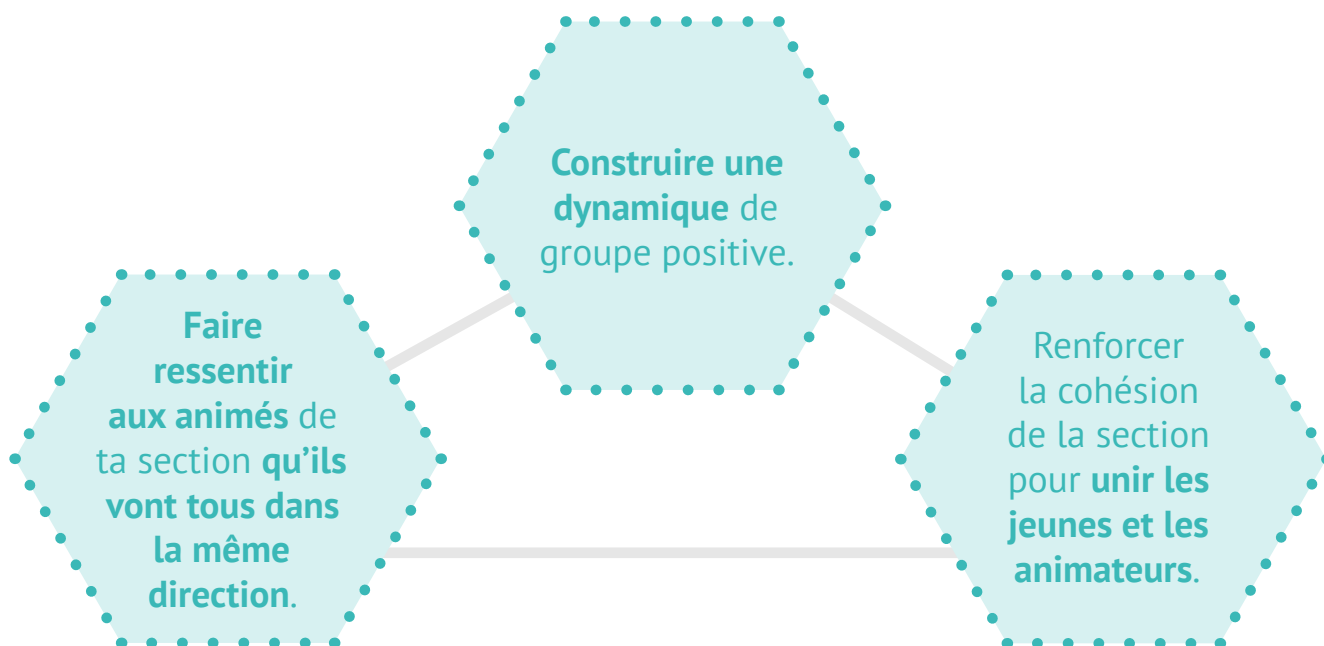 Construire une
dynamique de
groupe positive.
Faire
ressentir
aux animés de
ta section qu’ils
vont tous dans
la même
direction.
Renforcer
la cohésion
de la section
pour unir les
jeunes et les
animateurs.